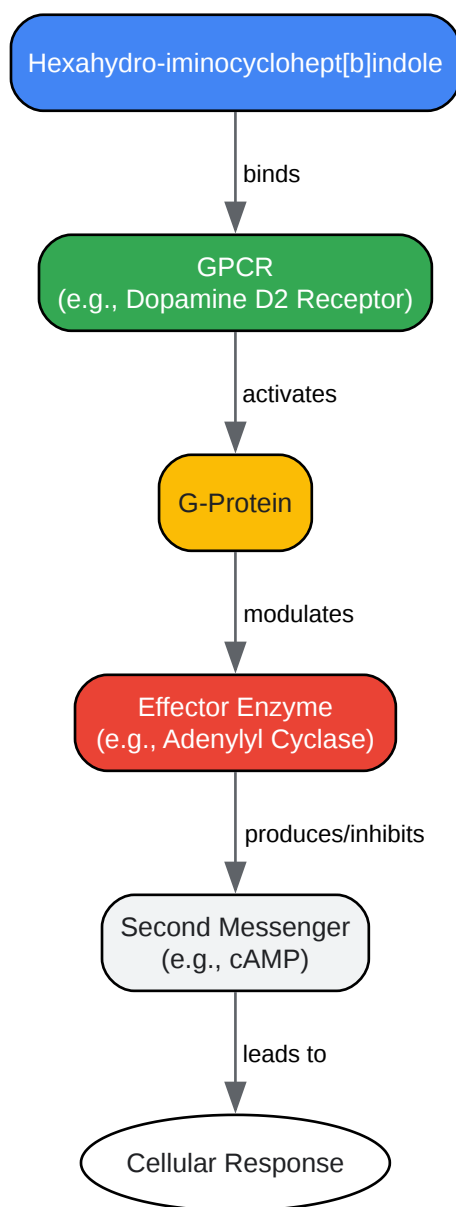 Hexahydro-iminocyclohept[b]indole
binds
GPCR
(e.g., Dopamine D2 Receptor)
activates
G-Protein
modulates
Effector Enzyme
(e.g., Adenylyl Cyclase)
produces/inhibits
Second Messenger
(e.g., cAMP)
leads to
Cellular Response